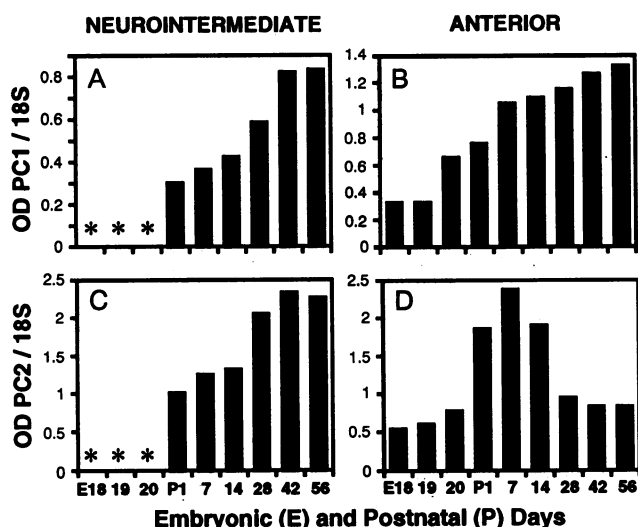 NEUROINTERMEDIATE ANTERIOR
A B
OD PC1 / 18S
0.8
0.6
0.4
0.2
0
* * *
1.4
1.2
1
0.8
0.6
0.4
0.2
0
C D
OD PC2 / 18S
2.5
2
1.5
1
0.5
0
* * *
2.5
2
1.5
1
0.5
0
E18 19 20 P1 7 14 28 42 56 E18 19 20 P1 7 14 28 42 56
Embryonic (E) and Postnatal (P) Days